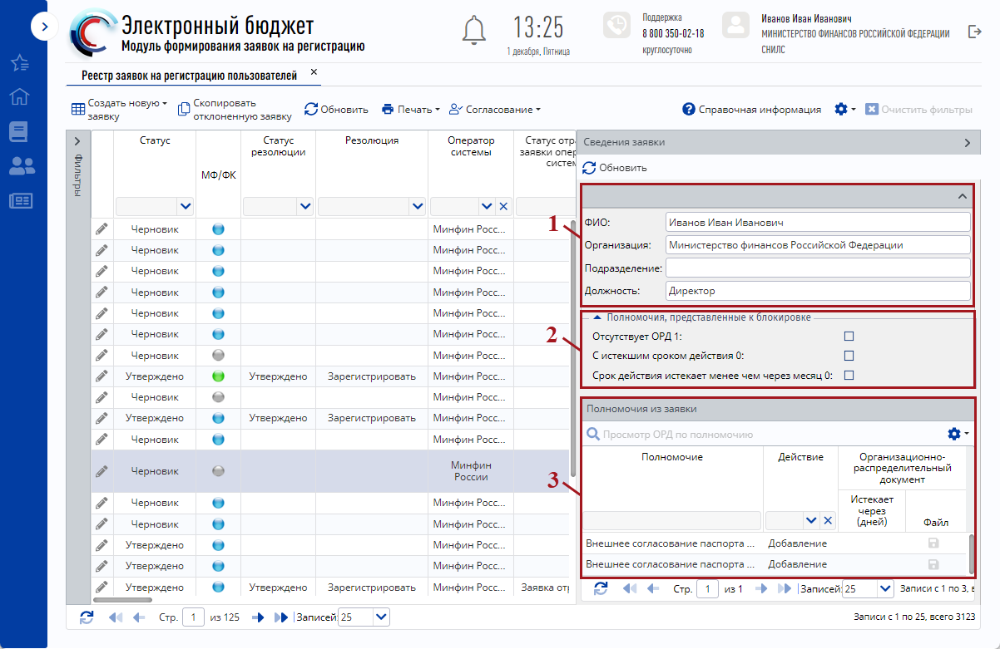 Электронный бюджет
Модуль формирования заявок на регистрацию
13:25
1 декабря, Пятница
Поддержка
8 800 350-02-18
круглосуточно
Иванов Иван Иванович
МИНИСТЕРСТВО ФИНАНСОВ РОССИЙСКОЙ ФЕДЕРАЦИИ
СНИЛС
Реестр заявок на регистрацию пользователей
Создать новую
заявку
Скопировать
отклоненную заявку
Обновить
Печать
Согласование
Справочная информация
Очистить фильтры
Фильтры
Статус
МФ/ФК
Статус
резолюции
Резолюция
Оператор
системы
Статус отр
заявки опер
систем
Черновик Минфин Росс...
Черновик Минфин Росс...
Черновик Минфин Росс...
Черновик Минфин Росс...
Черновик Минфин Росс...
Черновик Минфин Росс...
Черновик Минфин Росс...
Утверждено Утверждено Зарегистрировать Минфин Росс...
Черновик Минфин Росс...
Утверждено Утверждено Зарегистрировать Минфин Росс...
Черновик Минфин Росс...
Черновик Минфин
России
Черновик Минфин Росс...
Черновик Минфин Росс...
Утверждено Минфин Росс...
Утверждено Минфин Росс...
Утверждено Утверждено Зарегистрировать Минфин Росс... Заявка отр
Стр. 1 из 125 Записей 25
Записи с 1 по 25, всего 3123
Сведения заявки
Обновить
1
ФИО: Иванов Иван Иванович
Организация: Министерство финансов Российской Федерации
Подразделение:
Должность: Директор
2
Полномочия, представленные к блокировке
Отсутствует ОРД 1:
С истекшим сроком действия 0:
Срок действия истекает менее чем через месяц 0:
3
Полномочия из заявки
Просмотр ОРД по полномочию
Полномочие
Действие
Организационно-
распределительный
документ
Истекает
через
(дней)
Файл
Внешнее согласование паспорта ... Добавление
Внешнее согласование паспорта ... Добавление
Стр. 1 из 1 Записей: 25 Записи с 1 по 3, в